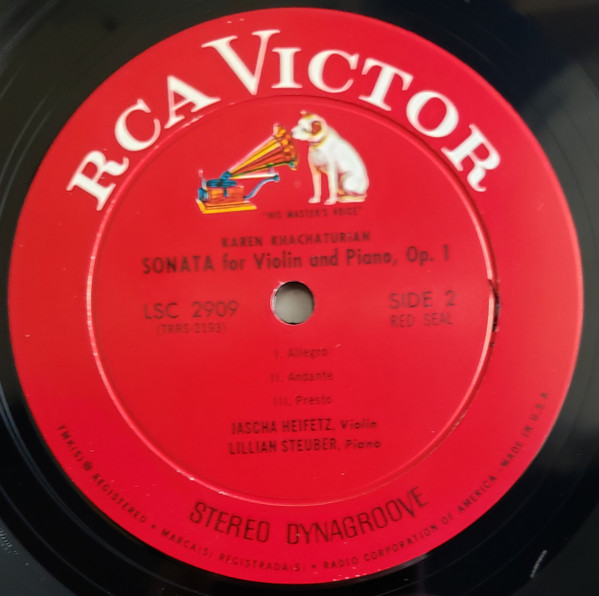 RCA VICTOR
"HIS MASTER'S VOICE"
KAREN KHACHATURIAN
SONATA for Violin and Piano, Op. 1
LSC 2909
(TRRS-2193)
SIDE 2
RED SEAL
I. Allegro
II. Andante
III. Presto
JASCHA HEIFETZ, Violin
LILLIAN STEUBER, Piano
STEREO DYNAGROOVE
TMK(S) ® REGISTERED • MARCA(S) REGISTRADA(S) • RADIO CORPORATION OF AMERICA - MADE IN U.S.A.